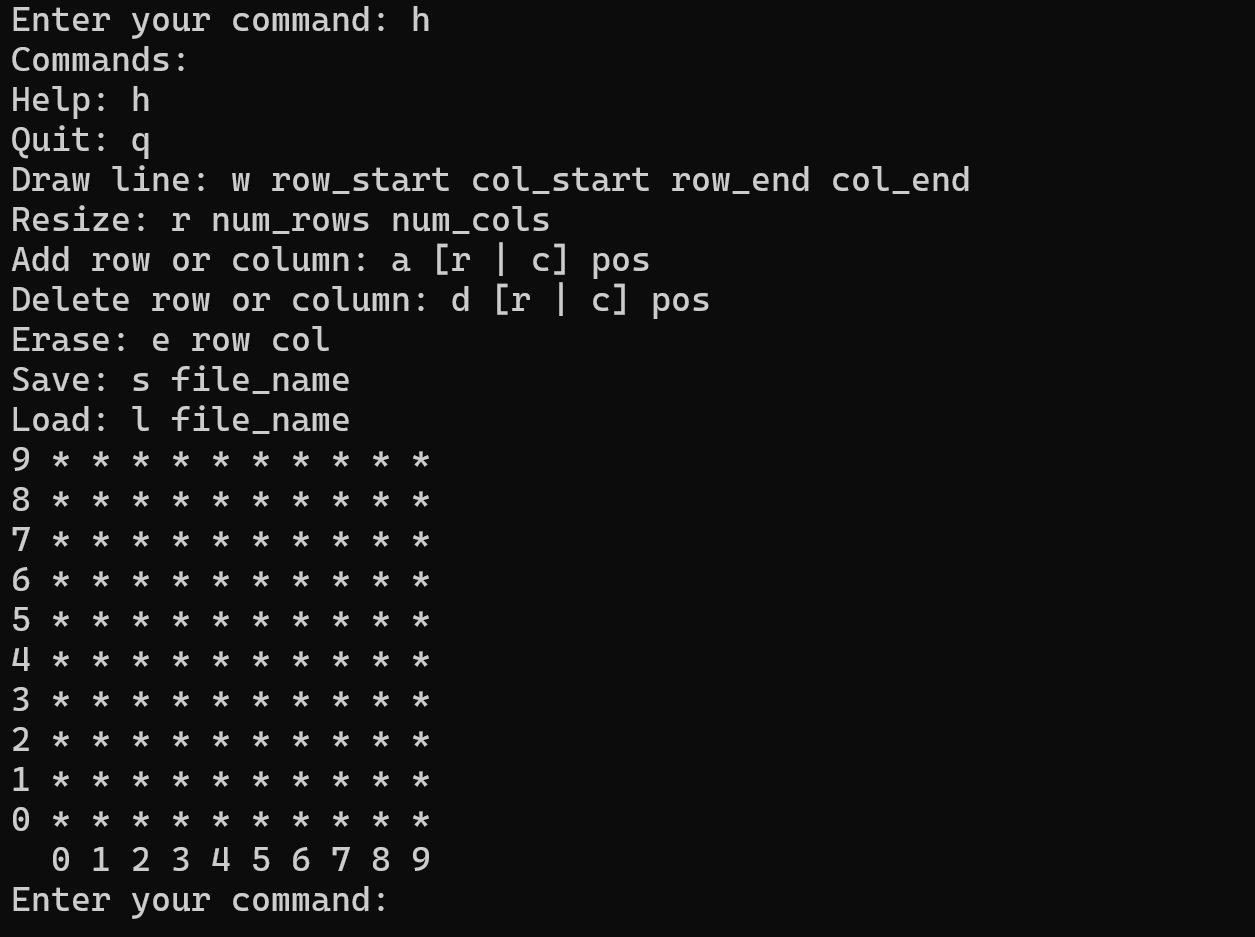 Enter your command: h
Commands:
Help: h
Quit: q
Draw line: w row_start col_start row_end col_end
Resize: r num_rows num_cols
Add row or column: a [r | c] pos
Delete row or column: d [r | c] pos
Erase: e row col
Save: s file_name
Load: l file_name
9 * * * * * * * * * *
8 * * * * * * * * * *
7 * * * * * * * * * *
6 * * * * * * * * * *
5 * * * * * * * * * *
4 * * * * * * * * * *
3 * * * * * * * * * *
2 * * * * * * * * * *
1 * * * * * * * * * *
0 * * * * * * * * * *
  0 1 2 3 4 5 6 7 8 9
Enter your command: